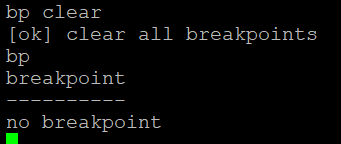 bp clear
[ok] clear all breakpoints
bp
breakpoint
----------
no breakpoint